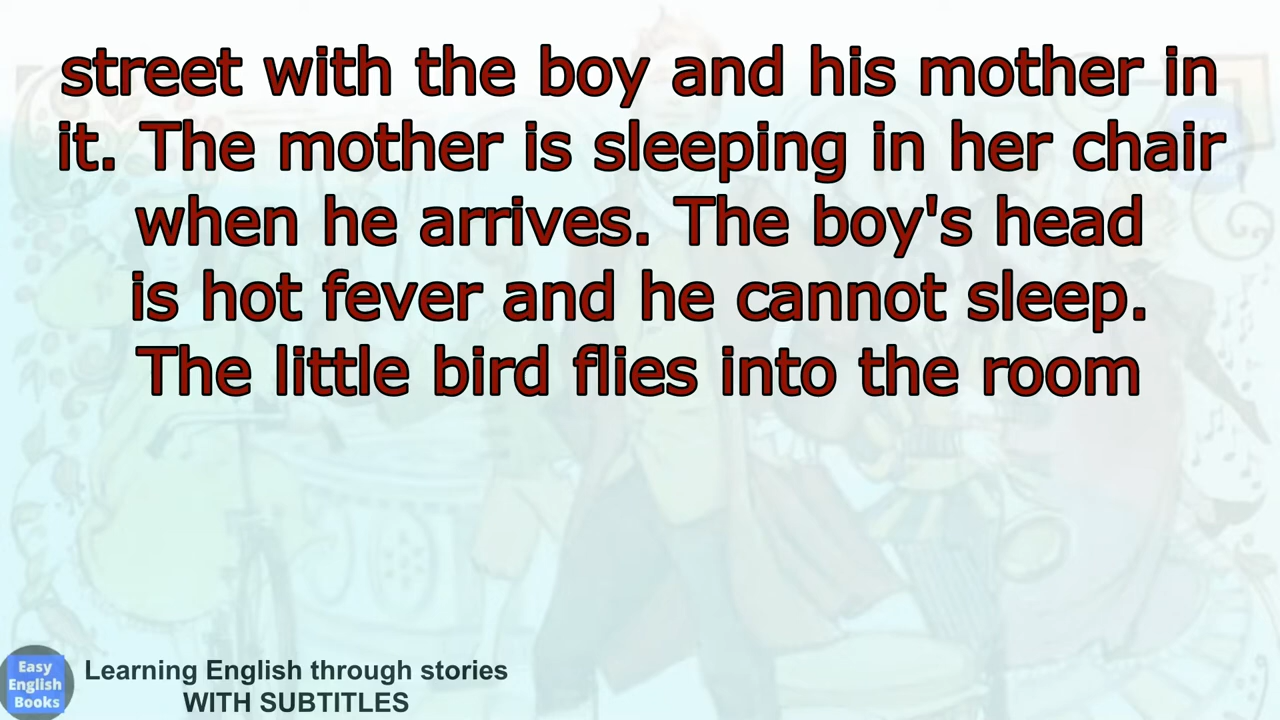 street with the boy and his mother in
it. The mother is sleeping in her chair
when he arrives. The boy's head
is hot fever and he cannot sleep.
The little bird flies into the room
Easy
English
Books
Learning English through stories
WITH SUBTITLES